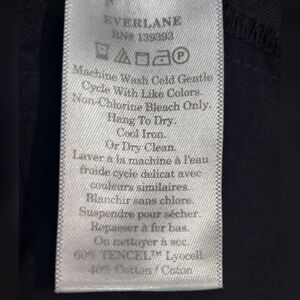 EVERLANE
RN# 139393
P
Machine Wash Cold Gentle
Cycle With Like Colors.
Non-Chlorine Bleach Only.
Hang To Dry.
Cool Iron.
Or Dry Clean.
Laver à la machine à l'eau
froide cycle delicat avec
couleurs similaires.
Blanchir sans chlore.
Suspendre pour sécher.
Repasser à fer bas.
Ou nettoyer à sec.
60% TENCEL™ Lyocell
40% Cotton / Coton